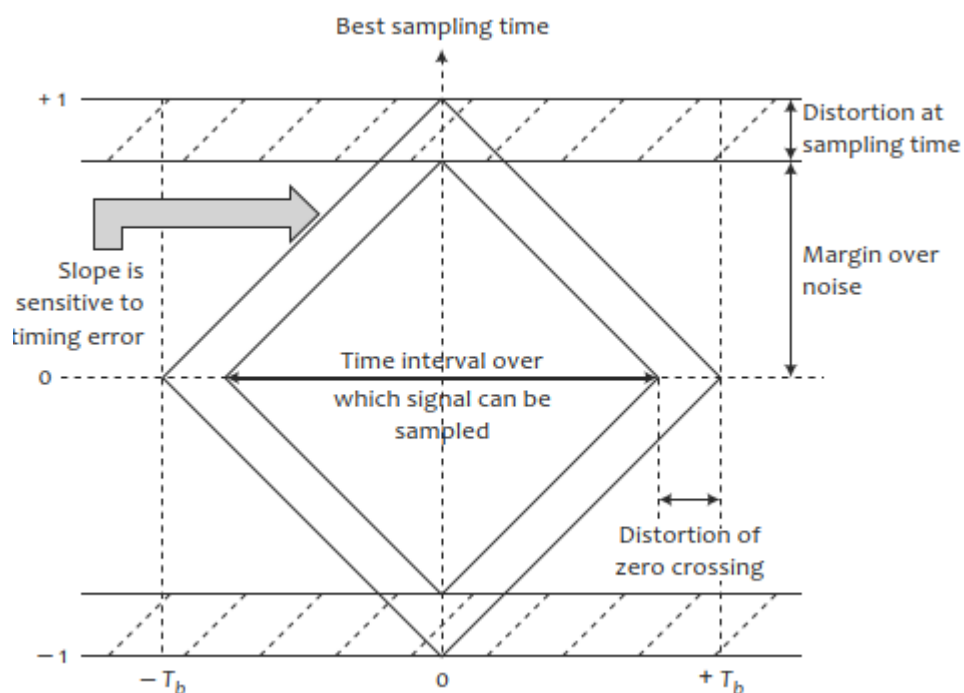 Best sampling time
+ 1
Distortion at
sampling time
Margin over
noise
Slope is
sensitive to
timing error
Time interval over
0
which signal can be
sampled
Distortion of
zero crossing
− 1
− T_b
0
+ T_b